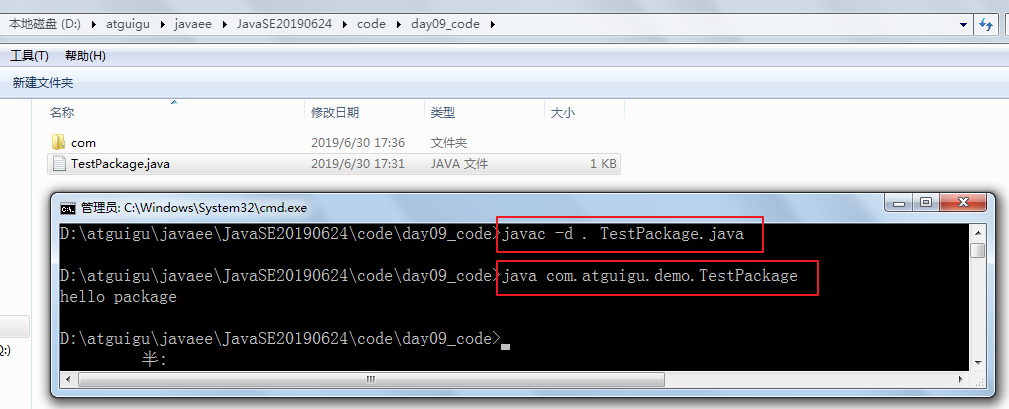 本地磁盘 (D:) ▸ atguigu ▸ javaee ▸ JavaSE20190624 ▸ code ▸ day09_code ▸
工具(T) 帮助(H)
新建文件夹
名称 修改日期 类型 大小
com 2019/6/30 17:36 文件夹
TestPackage.java 2019/6/30 17:31 JAVA 文件 1 KB
管理员: C:\Windows\System32\cmd.exe
D:\atguigu\javaee\JavaSE20190624\code\day09_code>javac -d . TestPackage.java
D:\atguigu\javaee\JavaSE20190624\code\day09_code>java com.atguigu.demo.TestPackage
hello package
D:\atguigu\javaee\JavaSE20190624\code\day09_code>
半: